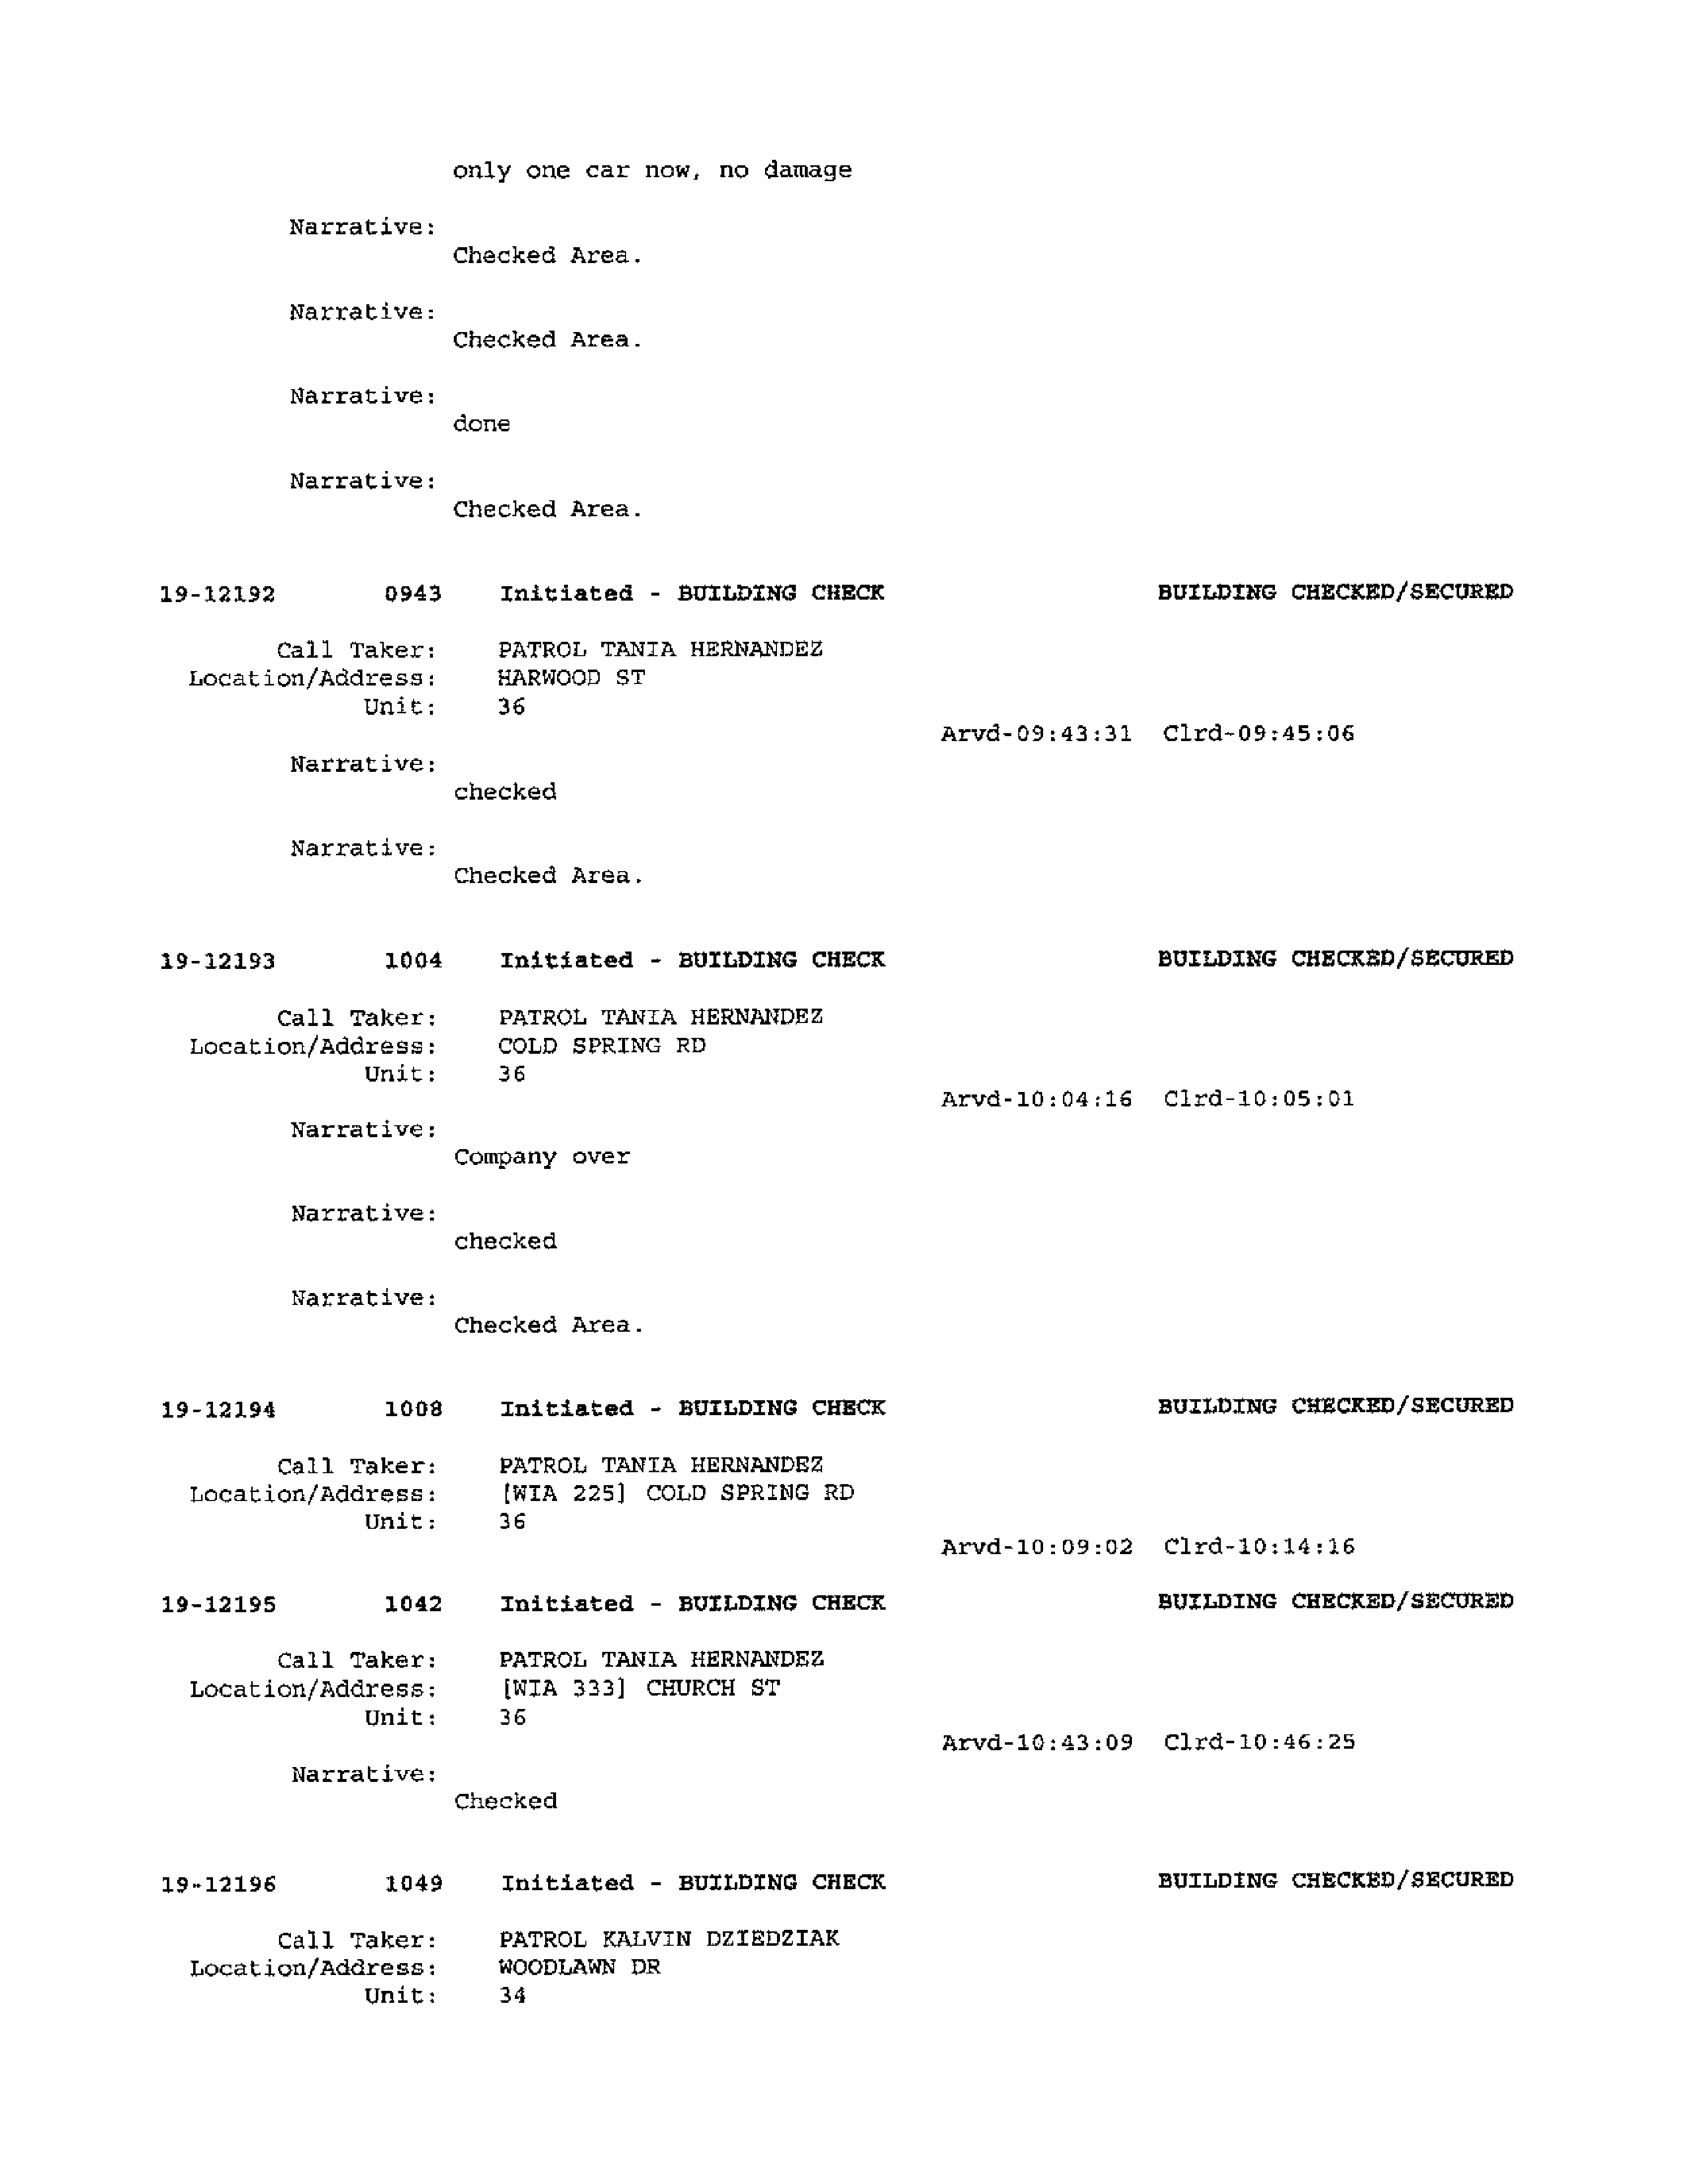 only one car now, no damage
Narrative:
Checked Area.
Narrative:
Checked Area.
Narrative:
done
Narrative:
Checked Area.
19-12192 0943 Initiated - BUILDING CHECK BUILDING CHECKED/SECURED
Call Taker: PATROL TANIA HERNANDEZ
Location/Address: HARWOOD ST
Unit: 36
Arvd-09:43:31 Clrd-09:45:06
Narrative:
checked
Narrative:
Checked Area.
19-12193 1004 Initiated - BUILDING CHECK BUILDING CHECKED/SECURED
Call Taker: PATROL TANIA HERNANDEZ
Location/Address: COLD SPRING RD
Unit: 36
Arvd-10:04:16 Clrd-10:05:01
Narrative:
Company over
Narrative:
checked
Narrative:
Checked Area.
19-12194 1008 Initiated - BUILDING CHECK BUILDING CHECKED/SECURED
Call Taker: PATROL TANIA HERNANDEZ
Location/Address: [WIA 225] COLD SPRING RD
Unit: 36
Arvd-10:09:02 Clrd-10:14:16
19-12195 1042 Initiated - BUILDING CHECK BUILDING CHECKED/SECURED
Call Taker: PATROL TANIA HERNANDEZ
Location/Address: [WIA 333] CHURCH ST
Unit: 36
Arvd-10:43:09 Clrd-10:46:25
Narrative:
Checked
19-12196 1049 Initiated - BUILDING CHECK BUILDING CHECKED/SECURED
Call Taker: PATROL KALVIN DZIEDZIAK
Location/Address: WOODLAWN DR
Unit: 34